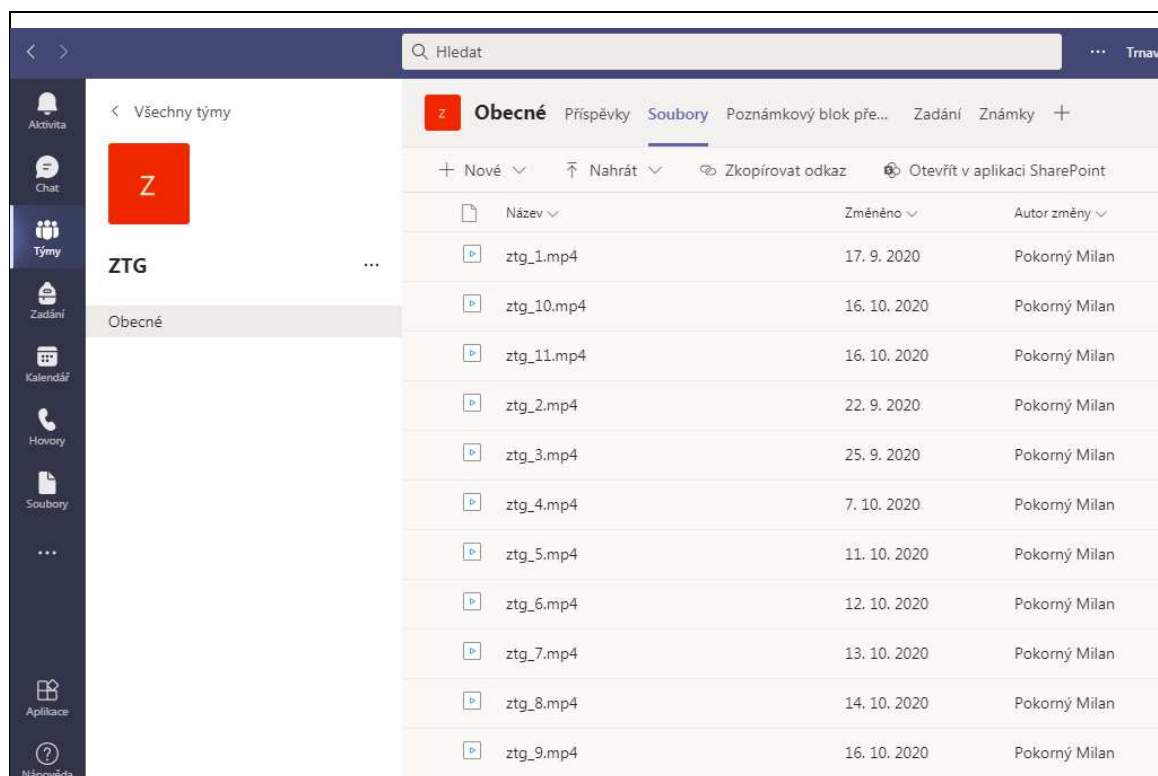 Hledat
... Trnav
Aktivita
Chat
Týmy
Zadání
Kalendář
Hovory
Soubory
...
Aplikace
Nápověda
Všechny týmy
Z
ZTG ...
Obecné
Z Obecné Příspěvky Soubory Poznámkový blok pře... Zadání Známky +
+ Nové Nahrát Zkopírovat odkaz Otevřít v aplikaci SharePoint
Název Změněno Autor změny
ztg_1.mp4 17. 9. 2020 Pokorný Milan
ztg_10.mp4 16. 10. 2020 Pokorný Milan
ztg_11.mp4 16. 10. 2020 Pokorný Milan
ztg_2.mp4 22. 9. 2020 Pokorný Milan
ztg_3.mp4 25. 9. 2020 Pokorný Milan
ztg_4.mp4 7. 10. 2020 Pokorný Milan
ztg_5.mp4 11. 10. 2020 Pokorný Milan
ztg_6.mp4 12. 10. 2020 Pokorný Milan
ztg_7.mp4 13. 10. 2020 Pokorný Milan
ztg_8.mp4 14. 10. 2020 Pokorný Milan
ztg_9.mp4 16. 10. 2020 Pokorný Milan